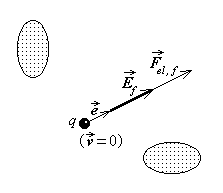 F⃗el, f
E⃗f
e⃗
q
(v⃗ = 0)